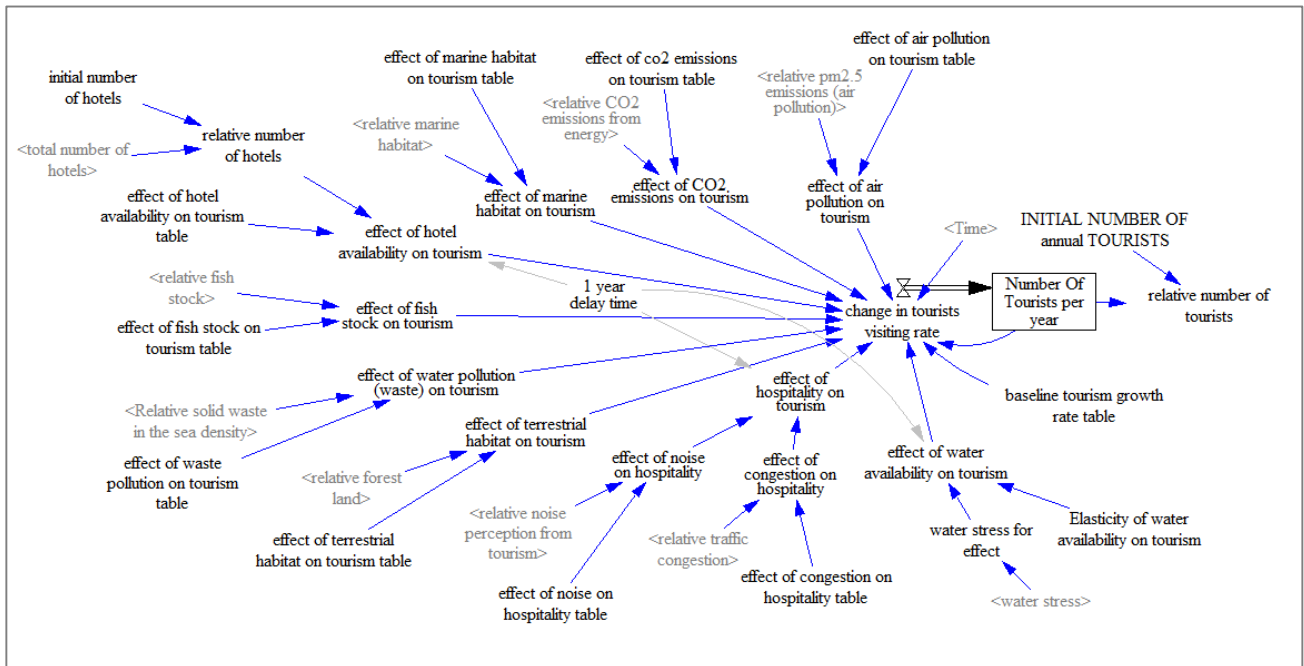 effect of marine habitat
on tourism table
effect of co2 emissions
on tourism table
effect of air pollution
on tourism table
initial number
of hotels
<relative pm2.5
emissions (air
pollution)>
<relative CO2
emissions from
energy>
<relative marine
habitat>
relative number
of hotels
<total number of
hotels>
effect of hotel
availability on tourism
table
effect of marine
habitat on tourism
effect of CO2
emissions on tourism
effect of air
pollution on
tourism
INITIAL NUMBER OF
annual TOURISTS
<Time>
effect of hotel
availability on tourism
<relative fish
stock>
1 year
delay time
Number Of
Tourists per
year
relative number of
tourists
effect of fish
stock on tourism
effect of fish stock on
tourism table
change in tourists
visiting rate
effect of water pollution
(waste) on tourism
effect of
hospitality on
tourism
baseline tourism growth
rate table
<Relative solid waste
in the sea density>
effect of terrestrial
habitat on tourism
effect of waste
pollution on tourism
table
effect of noise
on hospitality
effect of
congestion on
hospitality
effect of water
availability on tourism
<relative forest
land>
<relative noise
perception from
tourism>
<relative traffic
congestion>
water stress for
effect
Elasticity of water
availability on tourism
effect of terrestrial
habitat on tourism table
effect of noise on
hospitality table
effect of congestion on
hospitality table
<water stress>